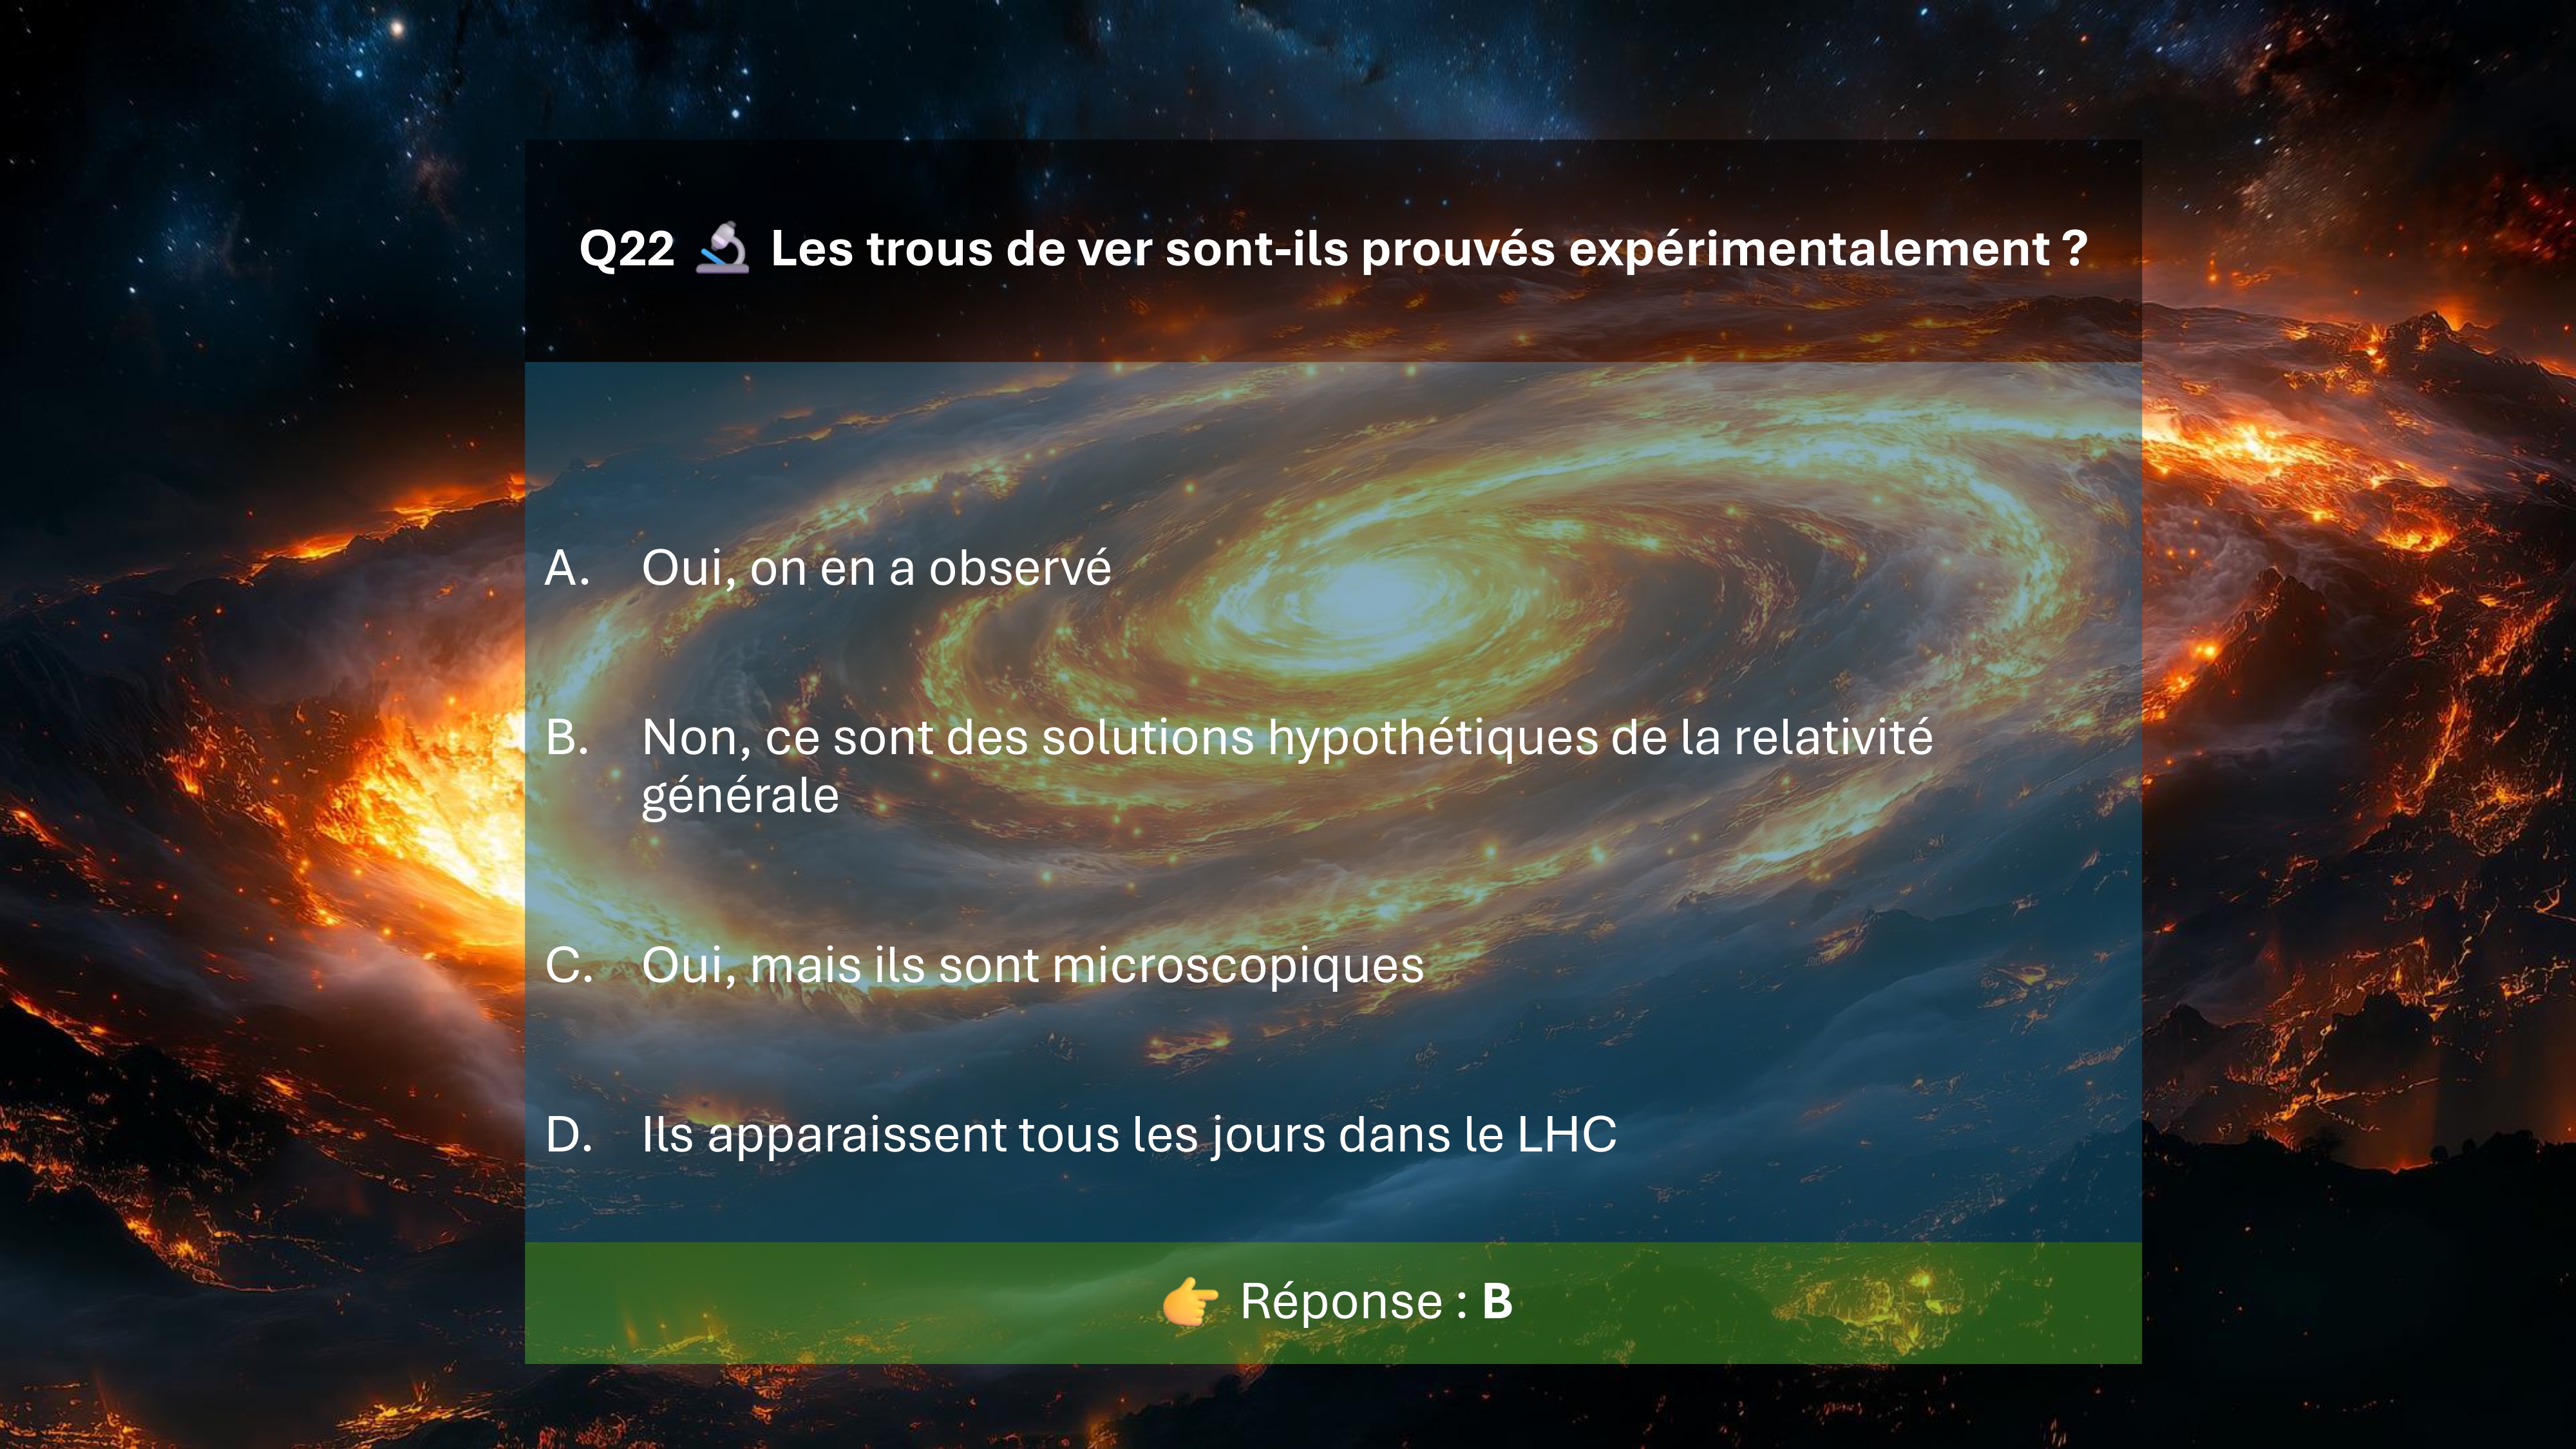 Q22 🔬 Les trous de ver sont-ils prouvés expérimentalement ?
A. Oui, on en a observé
B. Non, ce sont des solutions hypothétiques de la relativité
générale
C. Oui, mais ils sont microscopiques
D. Ils apparaissent tous les jours dans le LHC
👉 Réponse : B